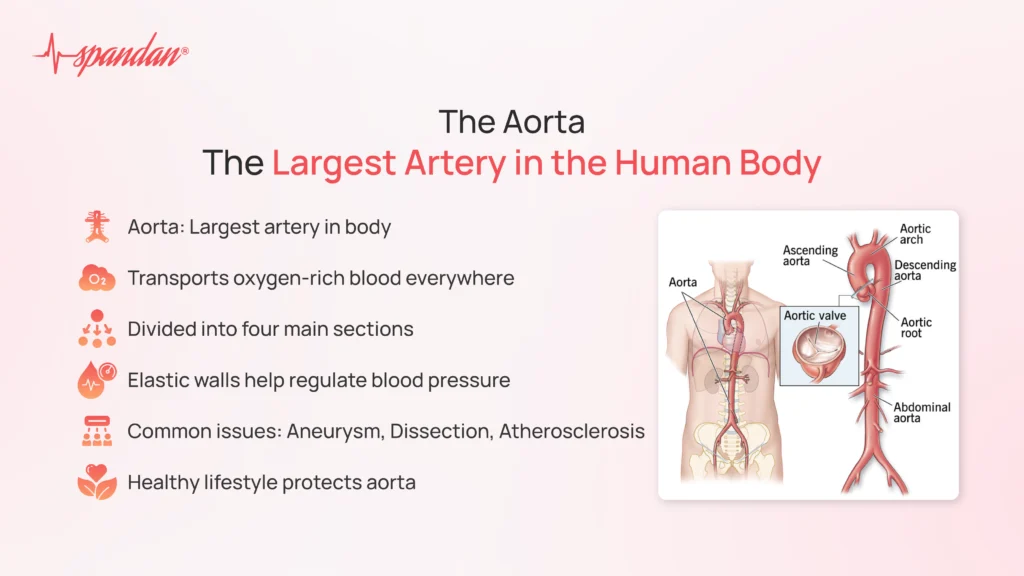 spandan®
The Aorta
The Largest Artery in the Human Body
Aorta: Largest artery in body
O2
Transports oxygen-rich blood everywhere
Divided into four main sections
Elastic walls help regulate blood pressure
Common issues: Aneurysm, Dissection, Atherosclerosis
Healthy lifestyle protects aorta
Aorta
Ascending
aorta
Aortic
arch
Descending
aorta
Aortic valve
Aortic
root
Abdominal
aorta